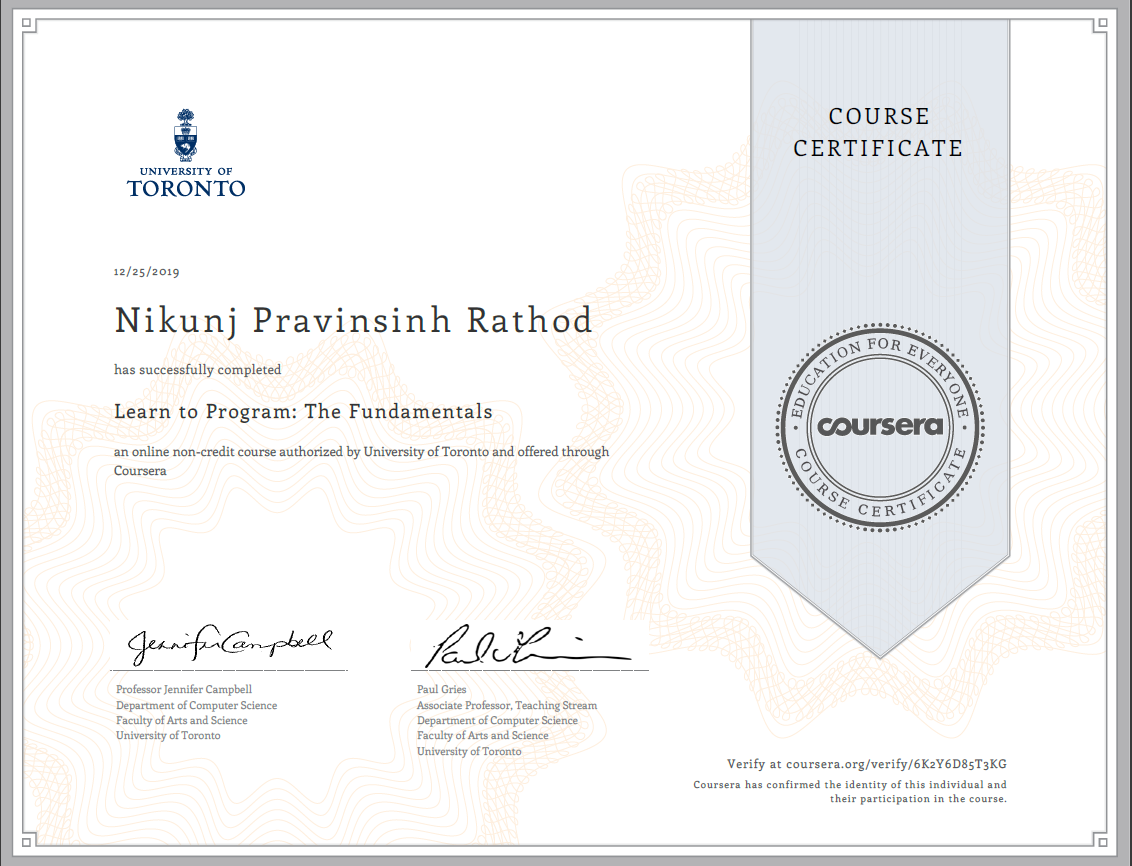 UNIVERSITY OF
TORONTO
COURSE
CERTIFICATE
12/25/2019
Nikunj Pravinsinh Rathod
has successfully completed
Learn to Program: The Fundamentals
an online non-credit course authorized by University of Toronto and offered through
Coursera
EDUCATION FOR EVERYONE
coursera
COURSE CERTIFICATE
Jennifer Campbell
Professor Jennifer Campbell
Department of Computer Science
Faculty of Arts and Science
University of Toronto
Paul Gries
Associate Professor, Teaching Stream
Department of Computer Science
Faculty of Arts and Science
University of Toronto
Verify at coursera.org/verify/6K2Y6D85T3KG
Coursera has confirmed the identity of this individual and
their participation in the course.